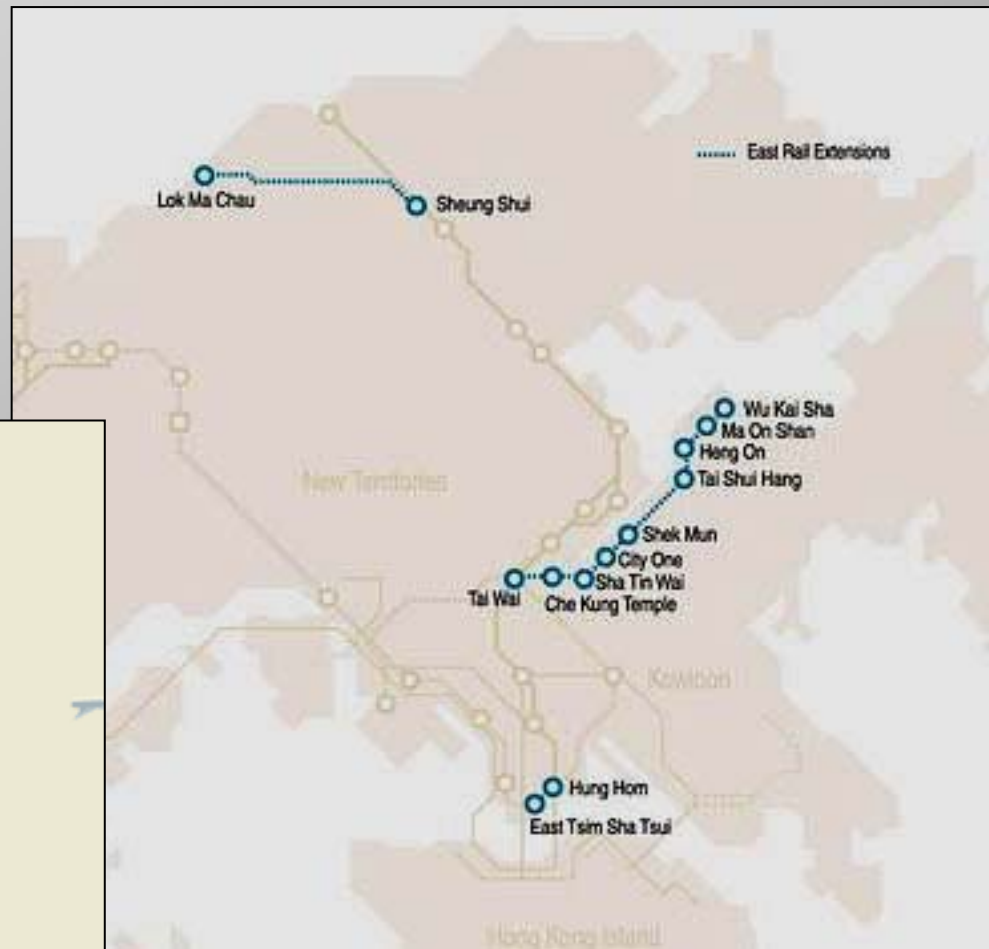 East Rail Extensions
Lok Ma Chau
Sheung Shui
Wu Kai Sha
Ma On Shan
Heng On
Tai Shui Hang
New Territories
Shek Mun
City One
Sha Tin Wai
Tai Wai
Che Kung Temple
Kowloon
Hung Hom
East Tsim Sha Tsui
Hong Kong Island